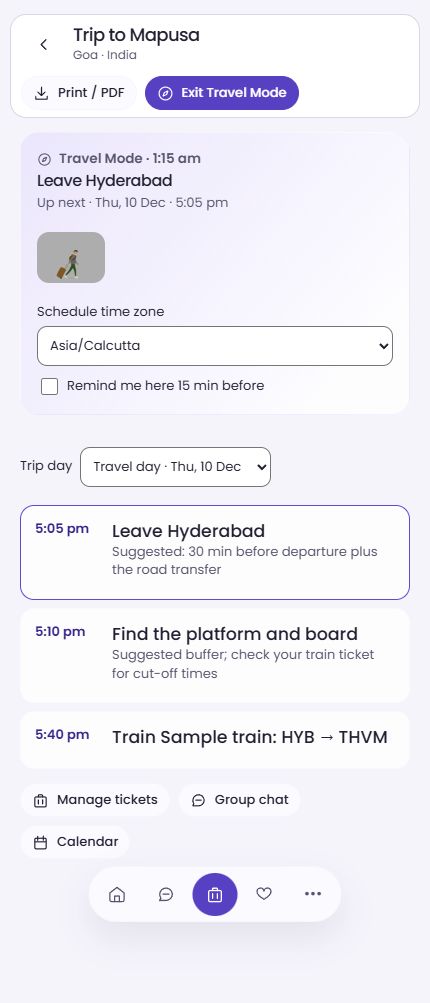 Trip to Mapusa
Goa · India
Print / PDF
Exit Travel Mode
Travel Mode · 1:15 am
Leave Hyderabad
Up next · Thu, 10 Dec · 5:05 pm
Schedule time zone
Asia/Calcutta
Remind me here 15 min before
Trip day
Travel day · Thu, 10 Dec
5:05 pm
Leave Hyderabad
Suggested: 30 min before departure plus
the road transfer
5:10 pm
Find the platform and board
Suggested buffer; check your train ticket
for cut-off times
5:40 pm
Train Sample train: HYB → THVM
Manage tickets
Group chat
Calendar